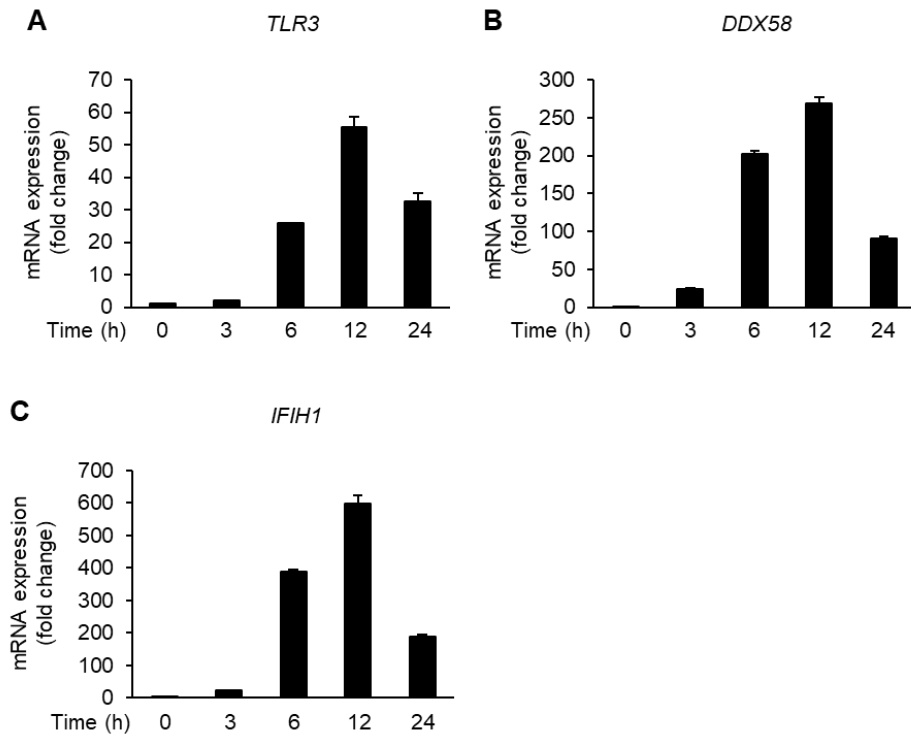 A
TLR3
mRNA expression
(fold change)
70
60
50
40
30
20
10
0
Time (h) 0 3 6 12 24
B
DDX58
mRNA expression
(fold change)
300
250
200
150
100
50
0
Time (h) 0 3 6 12 24
C
IFIH1
mRNA expression
(fold change)
700
600
500
400
300
200
100
0
Time (h) 0 3 6 12 24